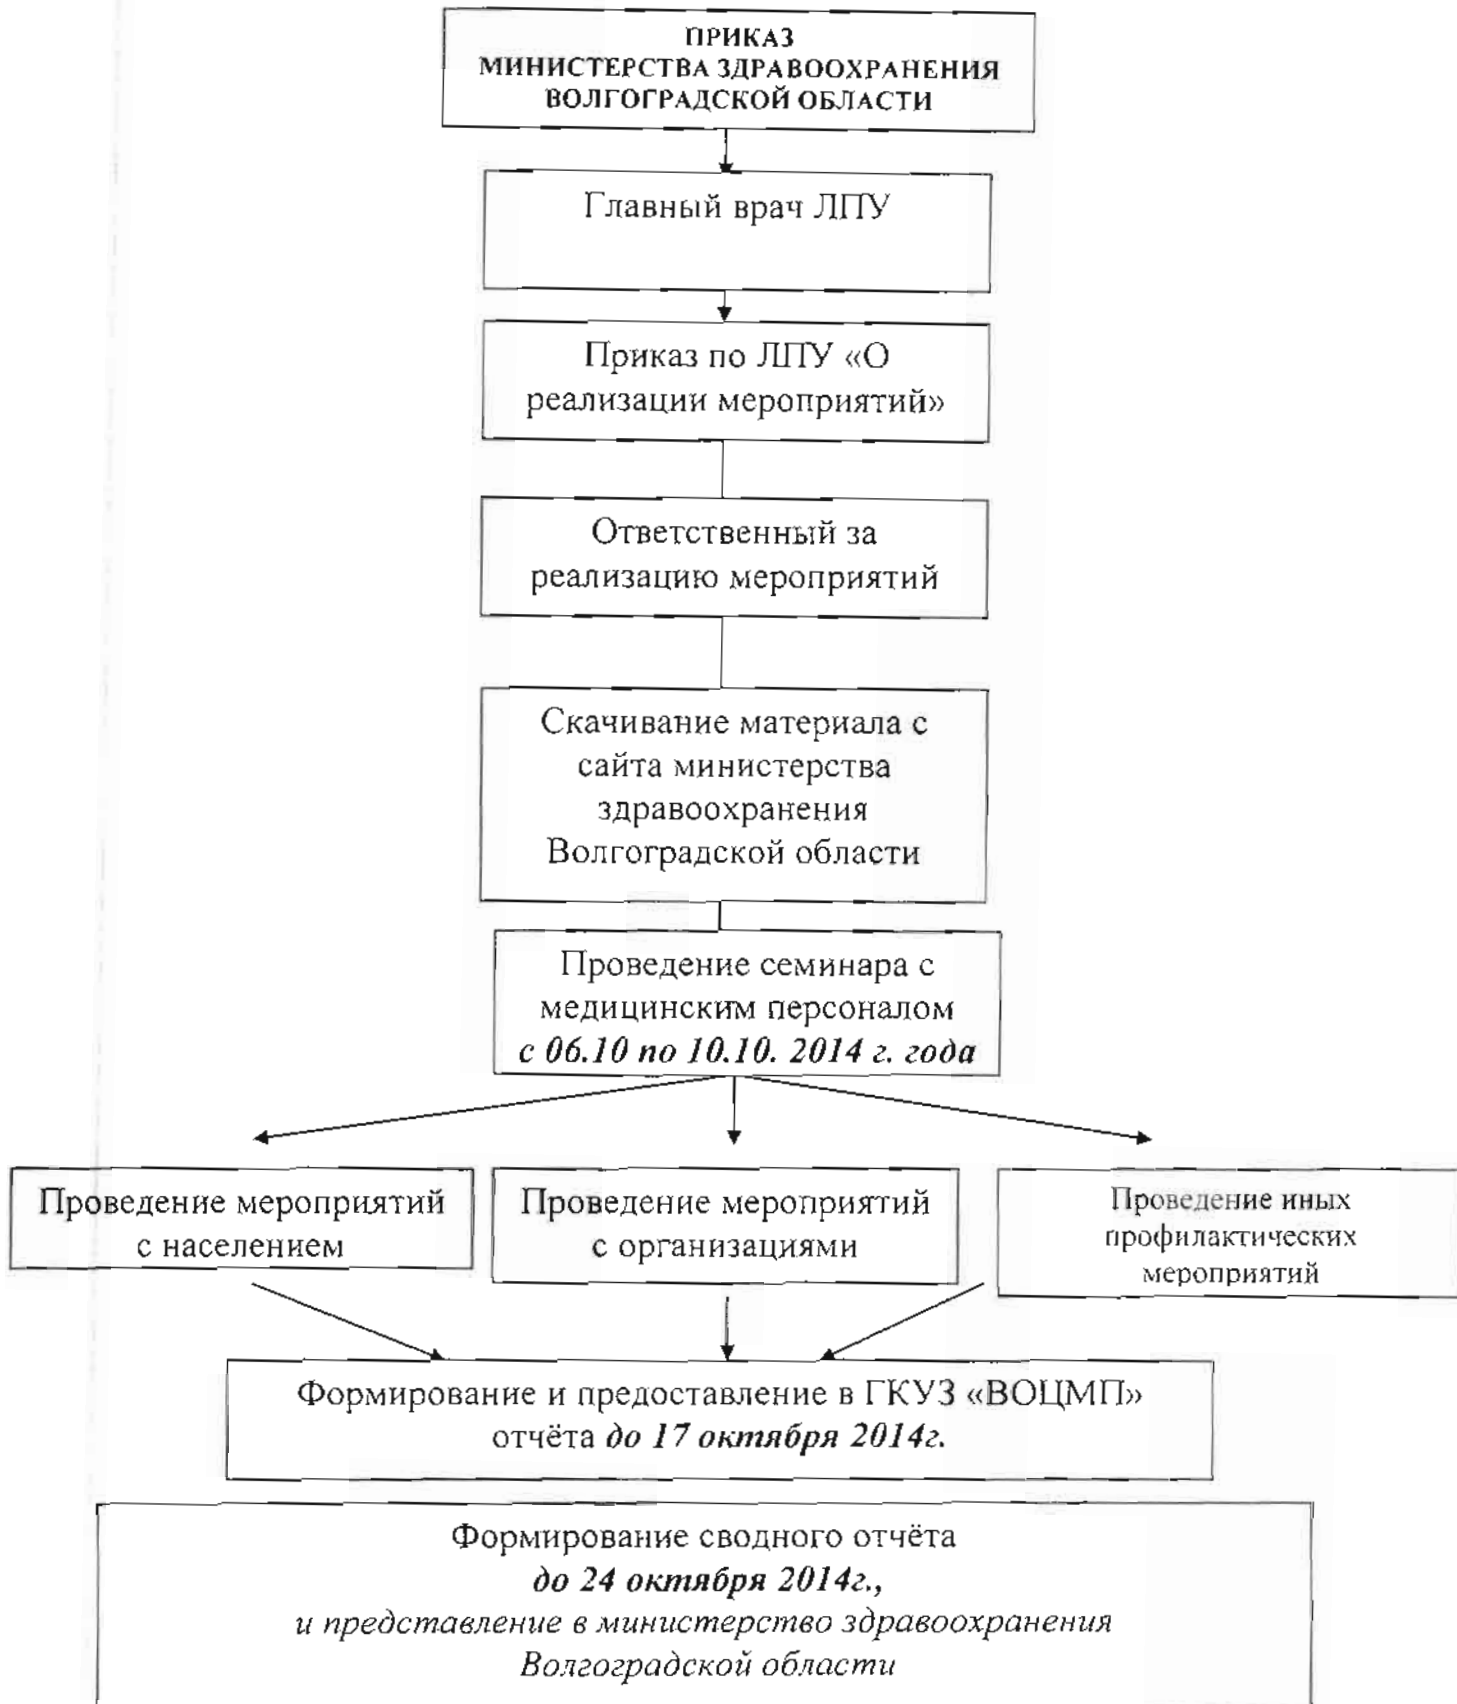 ПРИКАЗ
МИНИСТЕРСТВА ЗДРАВООХРАНЕНИЯ
ВОЛГОГРАДСКОЙ ОБЛАСТИ
Главный врач ЛПУ
Приказ по ЛПУ «О
реализации мероприятий»
Ответственный за
реализацию мероприятий
Скачивание материала с
сайта министерства
здравоохранения
Волгоградской области
Проведение семинара с
медицинским персоналом
с 06.10 по 10.10. 2014 г. года
Проведение мероприятий
с населением
Проведение мероприятий
с организациями
Проведение иных
профилактических
мероприятий
Формирование и предоставление в ГКУЗ «ВОЦМП»
отчёта до 17 октября 2014г.
Формирование сводного отчёта
до 24 октября 2014г.,
и представление в министерство здравоохранения
Волгоградской области